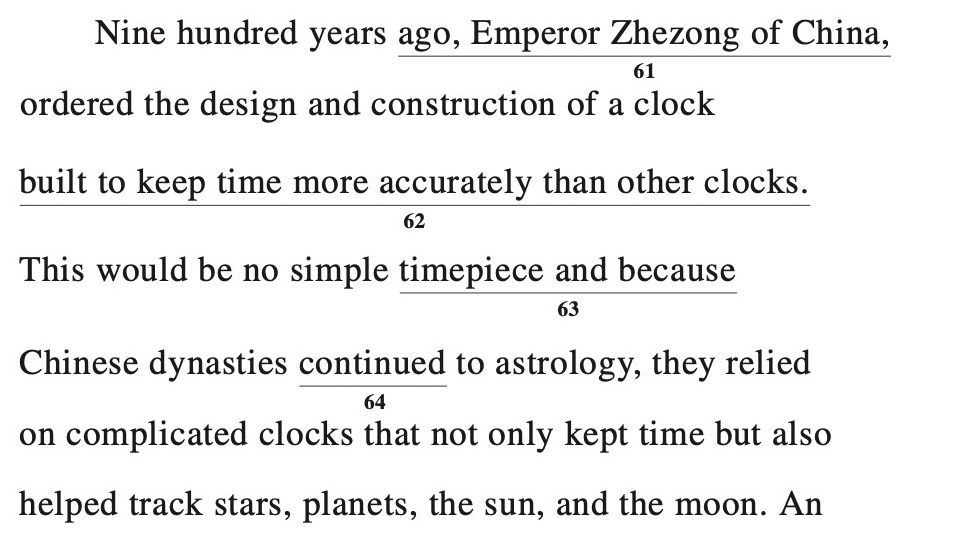 Nine hundred years ago, Emperor Zhezong of China,
61
ordered the design and construction of a clock
built to keep time more accurately than other clocks.
62
This would be no simple timepiece and because
63
Chinese dynasties continued to astrology, they relied
64
on complicated clocks that not only kept time but also
helped track stars, planets, the sun, and the moon. An